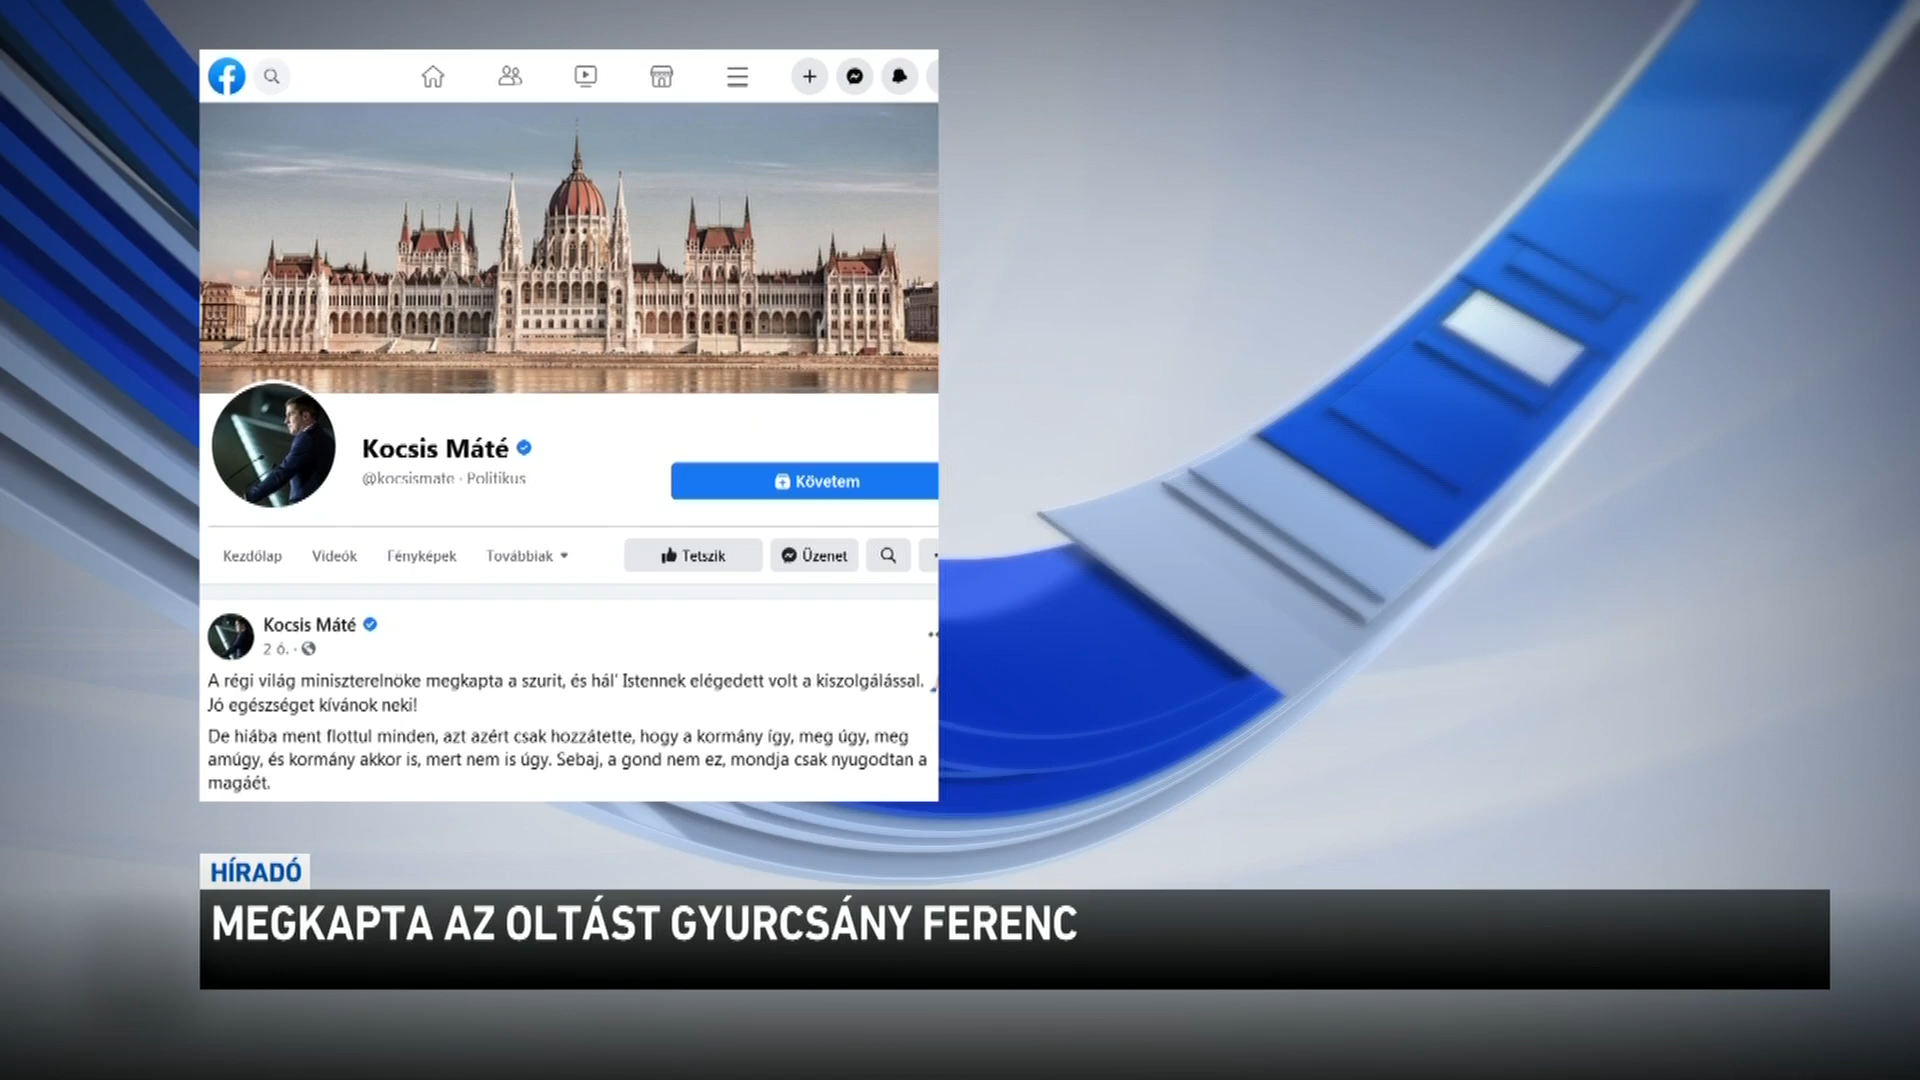 Kocsis Máté
@kocsismate · Politikus
Követem
Kezdőlap Videók Fényképek Továbbiak Tetszik Üzenet
Kocsis Máté
2 ó. ·
A régi világ miniszterelnöke megkapta a szurit, és hál' Istennek elégedett volt a kiszolgálással.
Jó egészséget kívánok neki!
De hiába ment flottul minden, azt azért csak hozzátette, hogy a kormány így, meg úgy, meg
amúgy, és kormány akkor is, mert nem is úgy. Sebaj, a gond nem ez, mondja csak nyugodtan a
magáét.
HÍRADÓ
MEGKAPTA AZ OLTÁST GYURCSÁNY FERENC